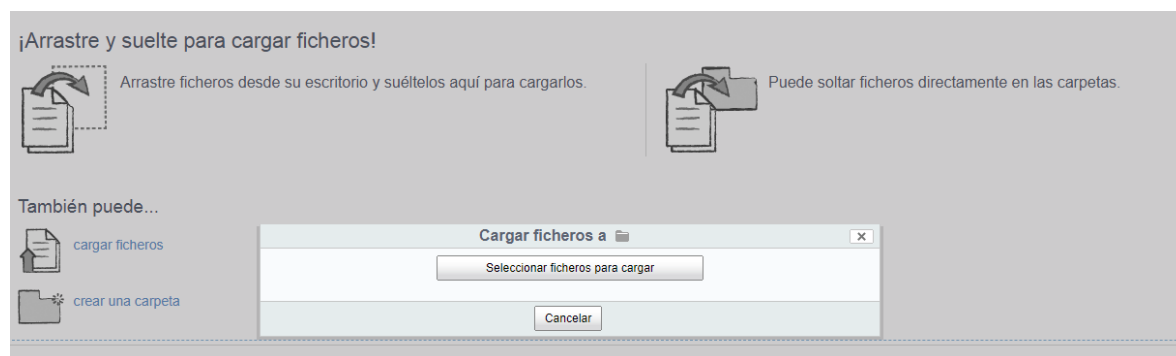 ¡Arrastre y suelte para cargar ficheros!
Arrastre ficheros desde su escritorio y suéltelos aquí para cargarlos.
Puede soltar ficheros directamente en las carpetas.
También puede...
cargar ficheros
crear una carpeta
Cargar ficheros a
Seleccionar ficheros para cargar
Cancelar